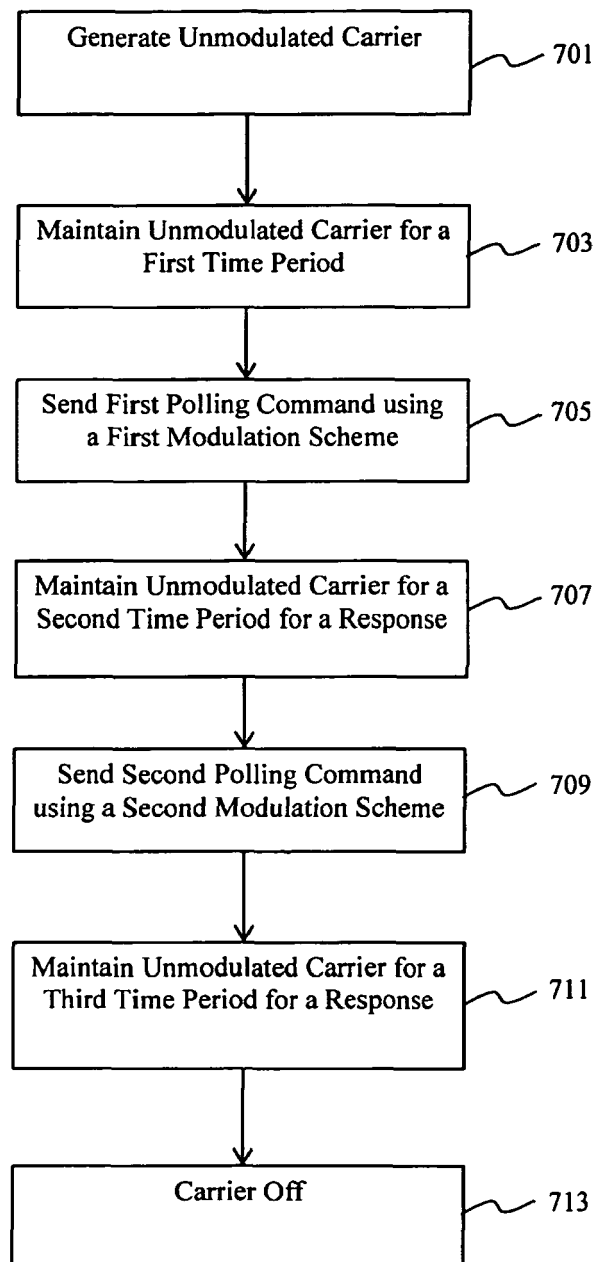 Generate Unmodulated Carrier
701
Maintain Unmodulated Carrier for a
First Time Period
703
Send First Polling Command using
a First Modulation Scheme
705
Maintain Unmodulated Carrier for a
Second Time Period for a Response
707
Send Second Polling Command
using a Second Modulation Scheme
709
Maintain Unmodulated Carrier for a
Third Time Period for a Response
711
Carrier Off
713